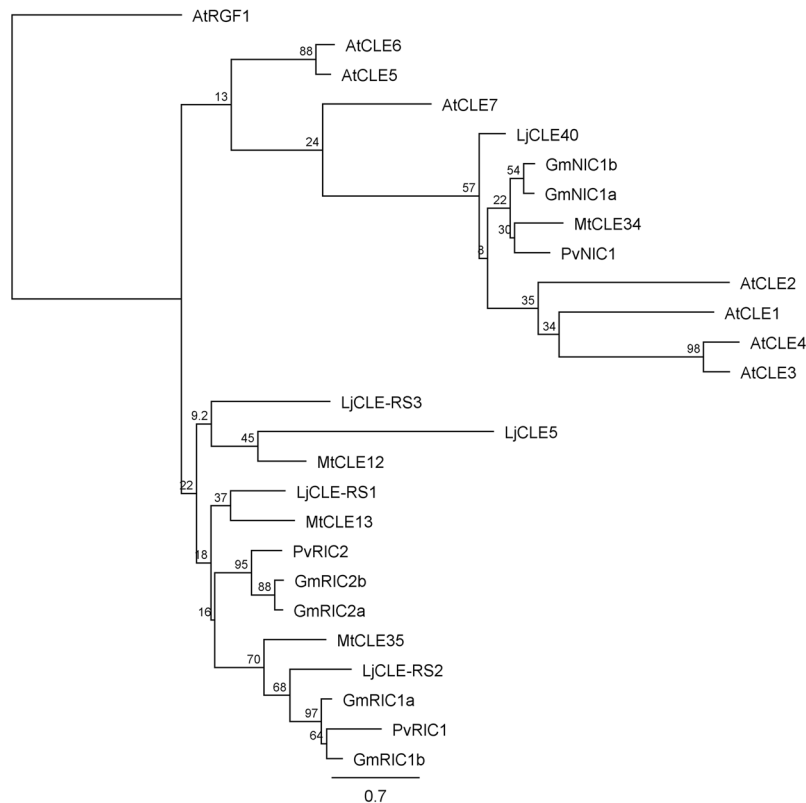 AtRGF1
AtCLE6
88
AtCLE5
13
AtCLE7
24
LjCLE40
57
GmNIC1b
54
GmNIC1a
22
MtCLE34
30
PvNIC1
8
AtCLE2
35
AtCLE1
34
AtCLE4
98
AtCLE3
LjCLE-RS3
9.2
LjCLE5
45
MtCLE12
22
LjCLE-RS1
37
MtCLE13
18
PvRIC2
95
GmRIC2b
88
GmRIC2a
16
MtCLE35
70
LjCLE-RS2
68
GmRIC1a
97
PvRIC1
64
GmRIC1b
0.7